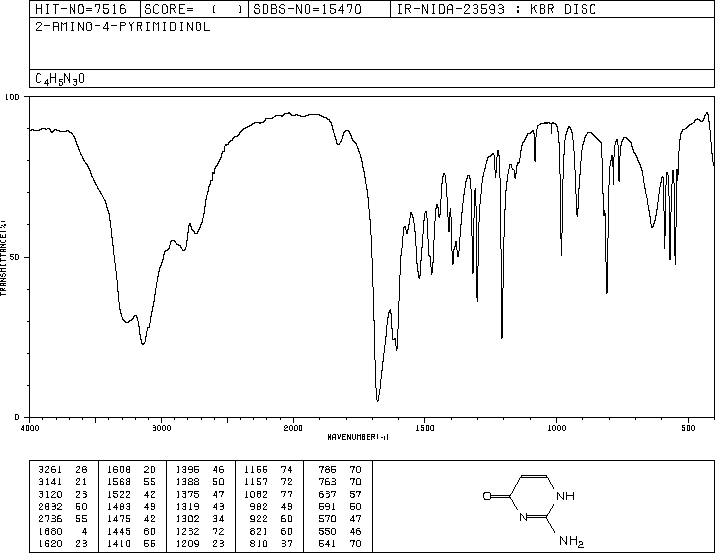 HIT-NO=7516 SCORE= ( ) SDBS-NO=15470 IR-NIDA-23593 : KBR DISC
2-AMINO-4-PYRIMIDINOL
C4H5N3O
100
50
0
TRANSMITTANCE(%)
4000 3000 2000 1500 1000 500
WAVENUMBER(-1)
3261 28 1608 20 1396 46 1166 74 786 70
3141 21 1568 55 1388 50 1157 72 763 70
3120 23 1522 42 1375 47 1082 77 637 57
2832 50 1483 49 1319 43 982 49 591 50
2736 55 1475 42 1302 34 922 60 570 47
1680 4 1445 60 1232 72 821 60 550 46
1620 23 1410 56 1209 23 810 37 541 70
O
NH
N
NH2